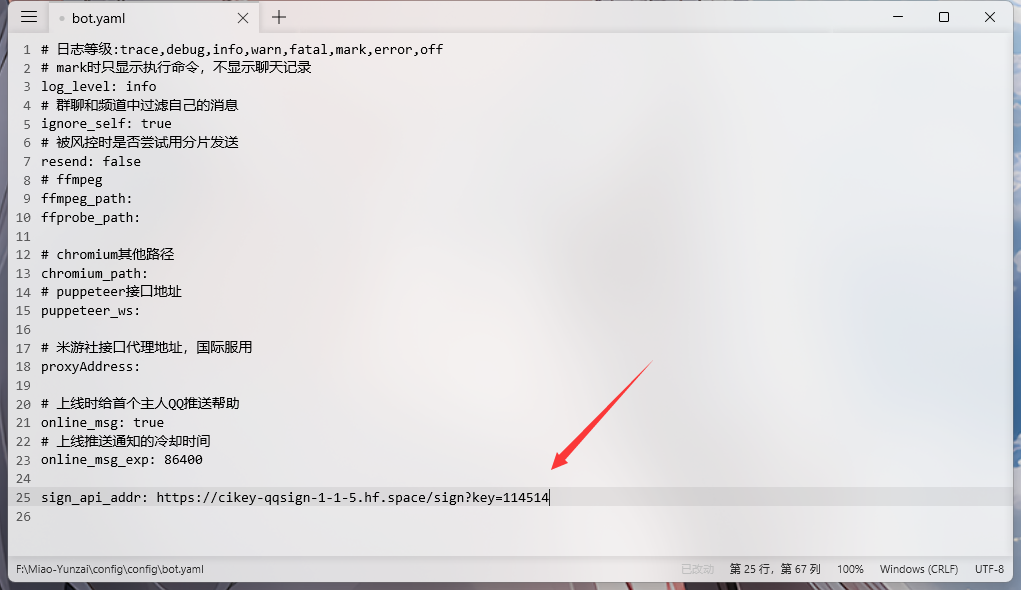 bot.yaml
1 # 日志等级:trace,debug,info,warn,fatal,mark,error,off
2 # mark时只显示执行命令，不显示聊天记录
3 log_level: info
4 # 群聊和频道中过滤自己的消息
5 ignore_self: true
6 # 被风控时是否尝试用分片发送
7 resend: false
8 # ffmpeg
9 ffmpeg_path:
10 ffprobe_path:
11
12 # chromium其他路径
13 chromium_path:
14 # puppeteer接口地址
15 puppeteer_ws:
16
17 # 米游社接口代理地址，国际服用
18 proxyAddress:
19
20 # 上线时给首个主人QQ推送帮助
21 online_msg: true
22 # 上线推送通知的冷却时间
23 online_msg_exp: 86400
24
25 sign_api_addr: https://cikey-qqsign-1-1-5.hf.space/sign?key=114514
26
F:\Miao-Yunzai\config\config\bot.yaml 已改动 第 25 行，第 67 列 100% Windows (CRLF) UTF-8